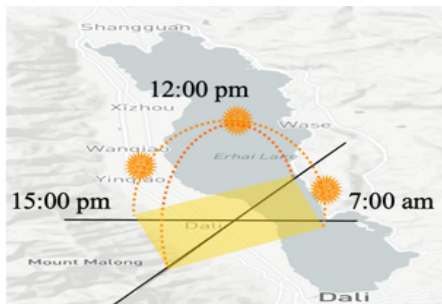 Shangguan
12:00 pm
Xizhou
Wase
Wanqiao
Erhai Lake
Yinqiao
15:00 pm
7:00 am
Dali
Mount Malong
Dali